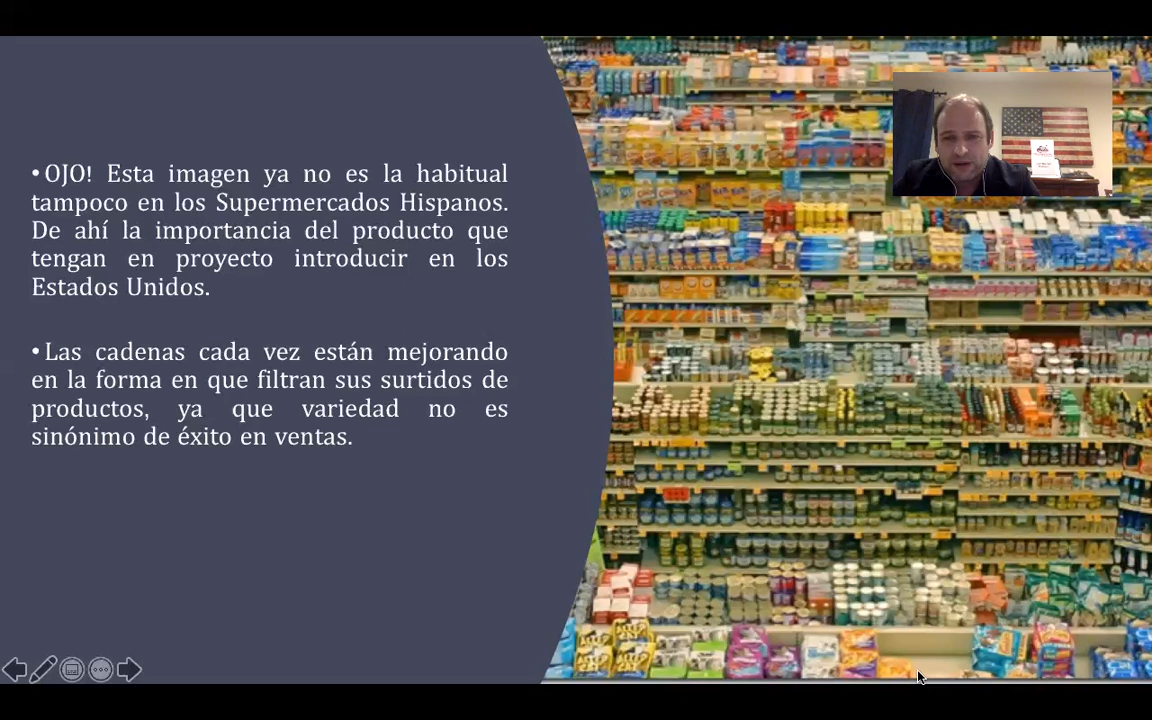 • OJO! Esta imagen ya no es la habitual
tampoco en los Supermercados Hispanos.
De ahí la importancia del producto que
tengan en proyecto introducir en los
Estados Unidos.
• Las cadenas cada vez están mejorando
en la forma en que filtran sus surtidos de
productos, ya que variedad no es
sinónimo de éxito en ventas.